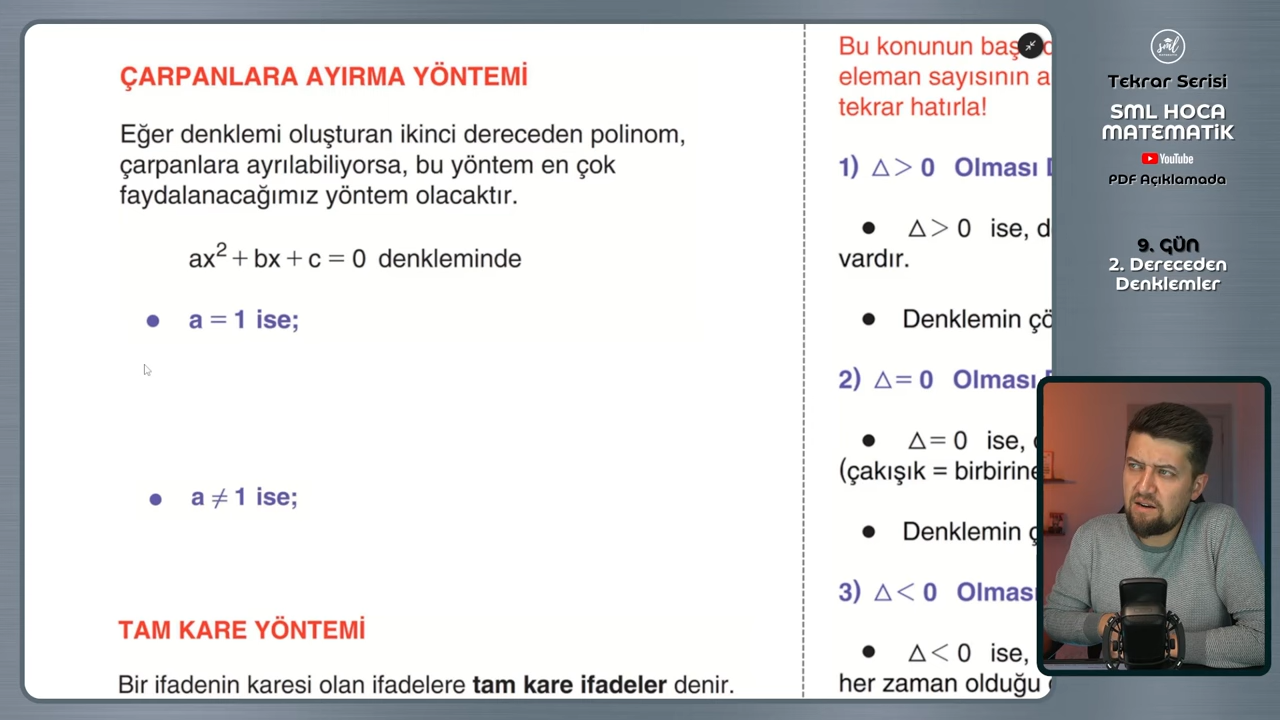 ÇARPANLARA AYIRMA YÖNTEMİ
Eğer denklemi oluşturan ikinci dereceden polinom,
çarpanlara ayrılabiliyorsa, bu yöntem en çok
faydalanacağımız yöntem olacaktır.
ax² + bx + c = 0 denkleminde
• a = 1 ise;
• a ≠ 1 ise;
TAM KARE YÖNTEMİ
Bir ifadenin karesi olan ifadelere tam kare ifadeler denir.
Bu konunun
eleman sayısının
tekrar hatırla!
1) △ > 0 Olması
• △ > 0 ise,
vardır.
• Denklemin
2) △ = 0 Olması
• △ = 0 ise,
(çakışık = birbirine
• Denklemin
3) △ < 0 Olması
• △ < 0 ise,
her zaman olduğu
sml
Tekrar Serisi
SML HOCA
MATEMATİK
YouTube
PDF Açıklamada
9. GÜN
2. Dereceden
Denklemler